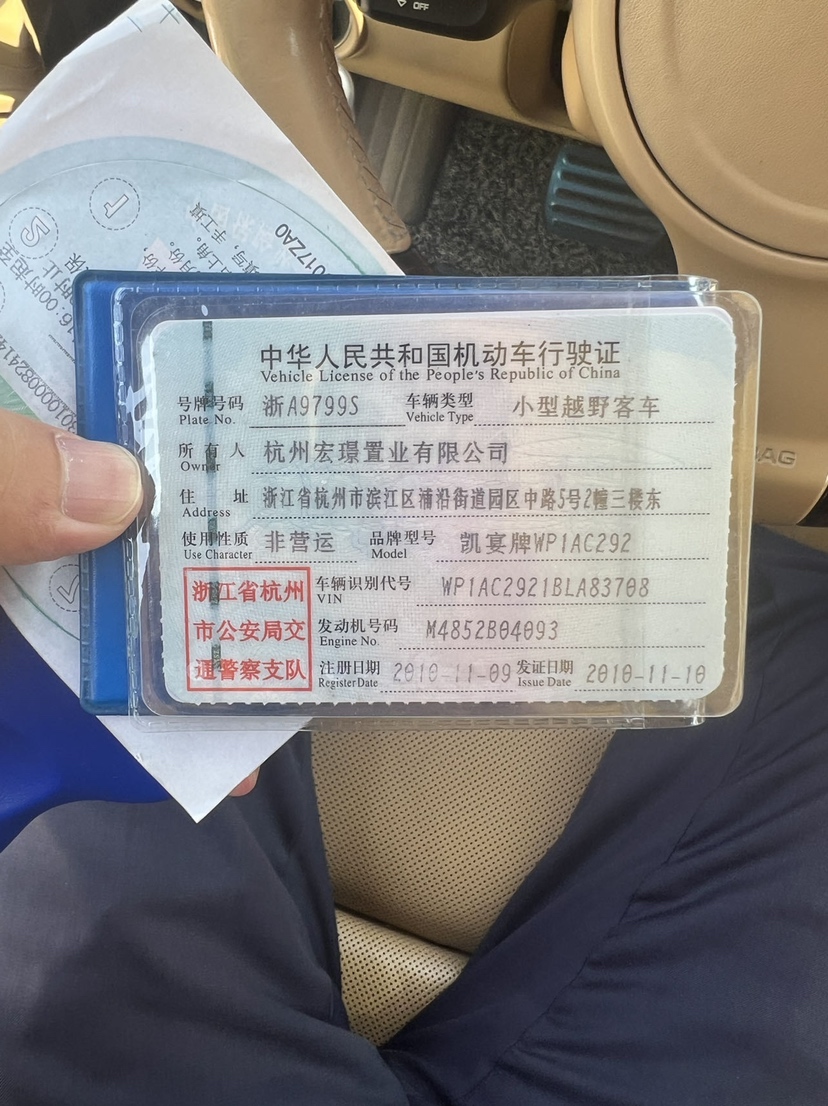 OFF
中华人民共和国机动车行驶证
Vehicle License of the People's Republic of China
号牌号码 浙A9799S 车辆类型 小型越野客车
Plate No. Vehicle Type
所有人 杭州宏璟置业有限公司
Owner
住址 浙江省杭州市滨江区浦沿街道园区中路5号2幢三楼东
Address
使用性质 非营运 品牌型号 凯宴牌WP1AC292
Use Character Model
浙江省杭州
市公安局交
通警察支队
车辆识别代号 WP1AC2921BLA83708
VIN
发动机号码 M4852B04093
Engine No.
注册日期 2010-11-09 发证日期 2010-11-10
Register Date Issue Date